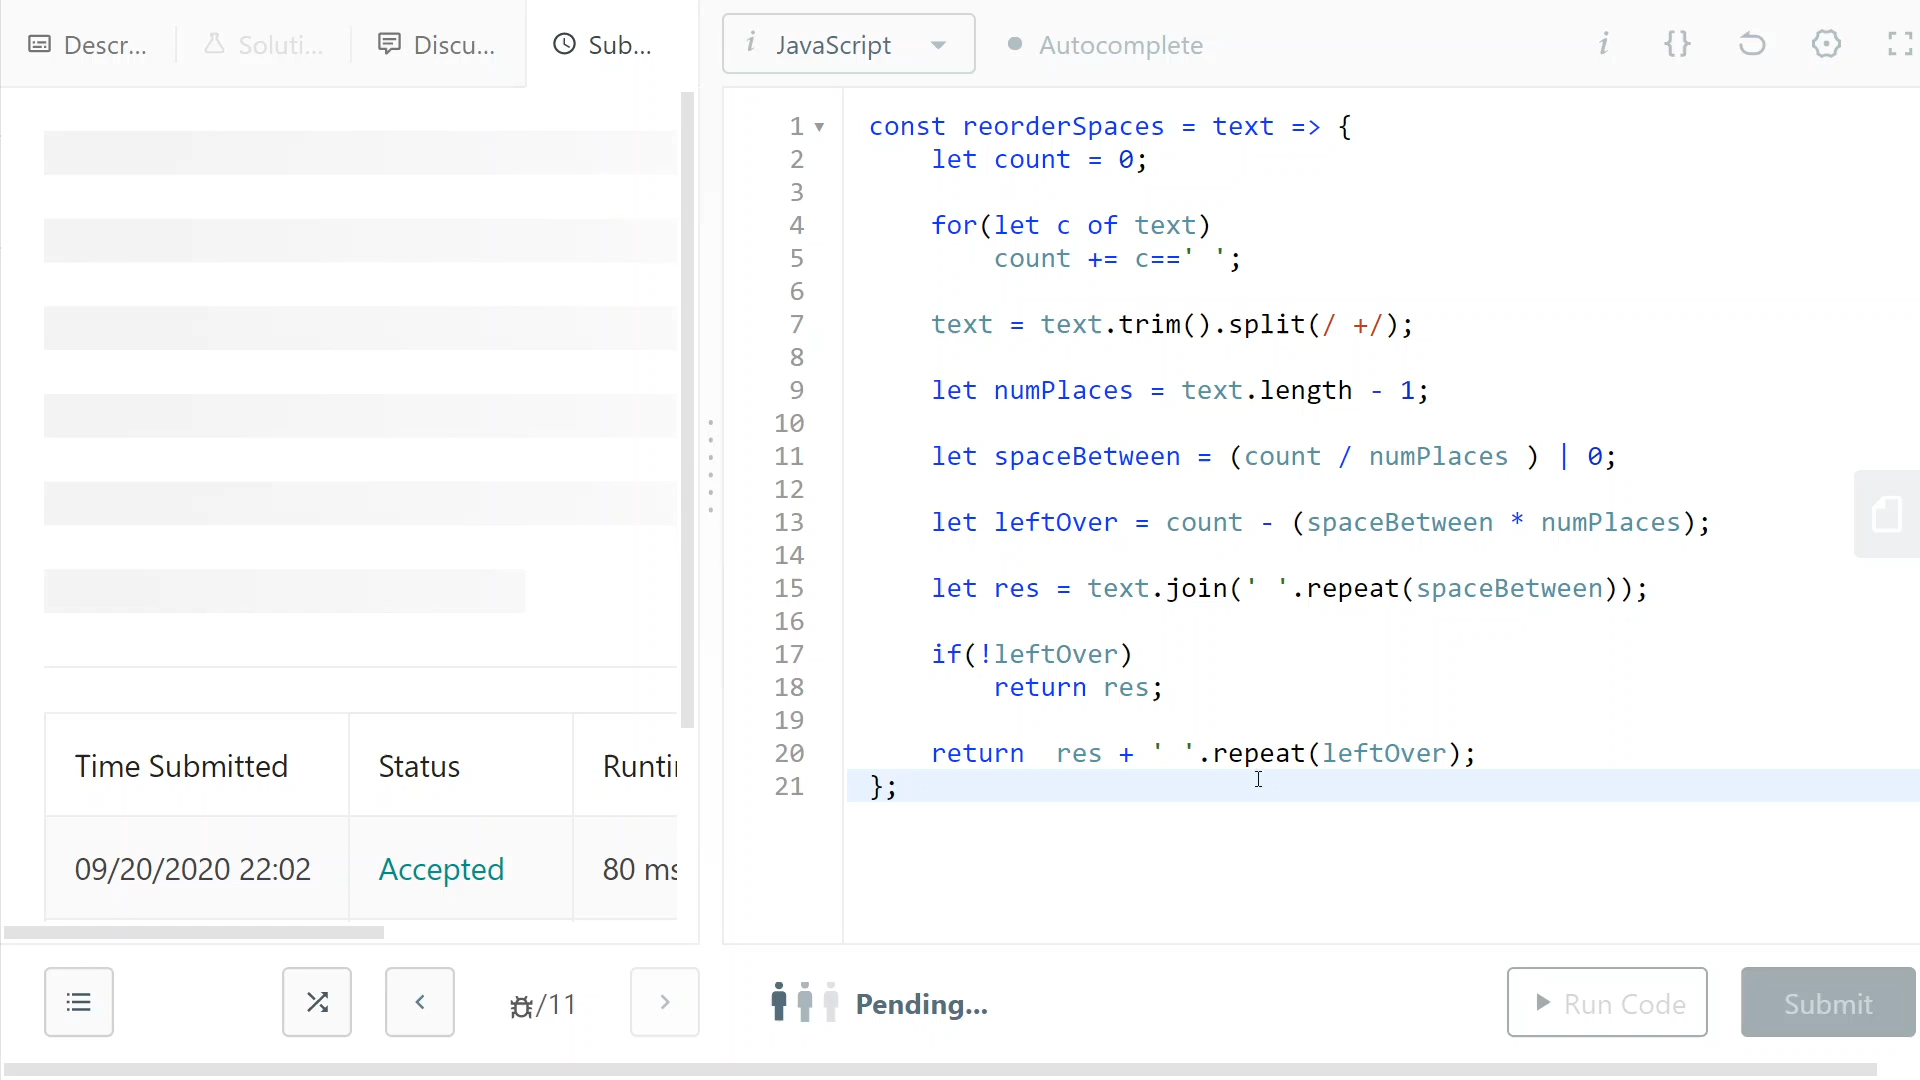 Descr...
Soluti...
Discu...
Sub...
i JavaScript
Autocomplete
i {}
1 const reorderSpaces = text => {
2 let count = 0;
3
4 for(let c of text)
5 count += c==' ';
6
7 text = text.trim().split(/ +/);
8
9 let numPlaces = text.length - 1;
10
11 let spaceBetween = (count / numPlaces ) | 0;
12
13 let leftOver = count - (spaceBetween * numPlaces);
14
15 let res = text.join(' '.repeat(spaceBetween));
16
17 if(!leftOver)
18 return res;
19
20 return  res + ' '.repeat(leftOver);
21 };
Time Submitted Status
09/20/2020 22:02 Accepted 80
/11
Pending...
Run Code
Submit